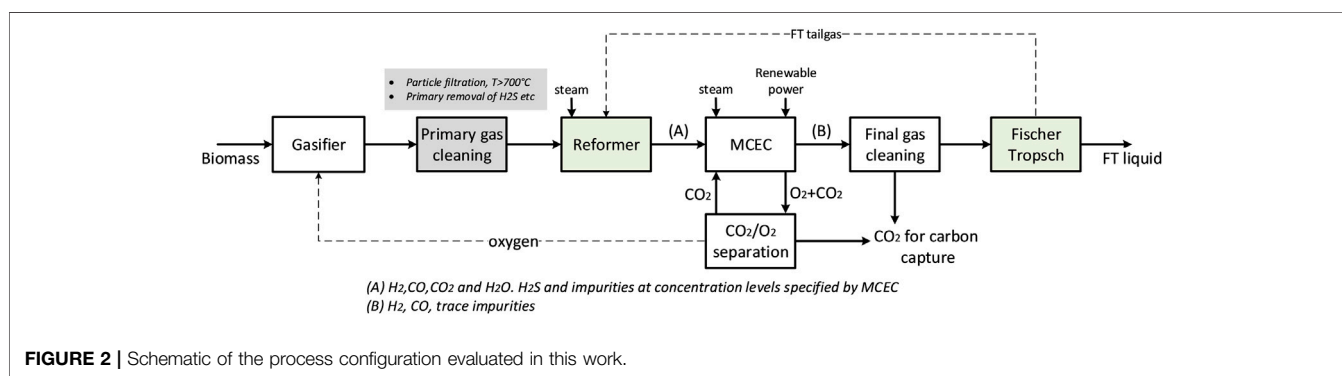 FT tailgas
• Particle filtration, T>700°C
• Primary removal of H2S etc
steam
steam
Renewable
power
Biomass
Gasifier
Primary gas
cleaning
Reformer
(A)
MCEC
(B)
Final gas
cleaning
Fischer
Tropsch
FT liquid
CO2
O2+CO2
oxygen
CO2/O2
separation
CO2 for carbon
capture
(A) H2,CO,CO2 and H2O. H2S and impurities at concentration levels specified by MCEC
(B) H2, CO, trace impurities
FIGURE 2 | Schematic of the process configuration evaluated in this work.